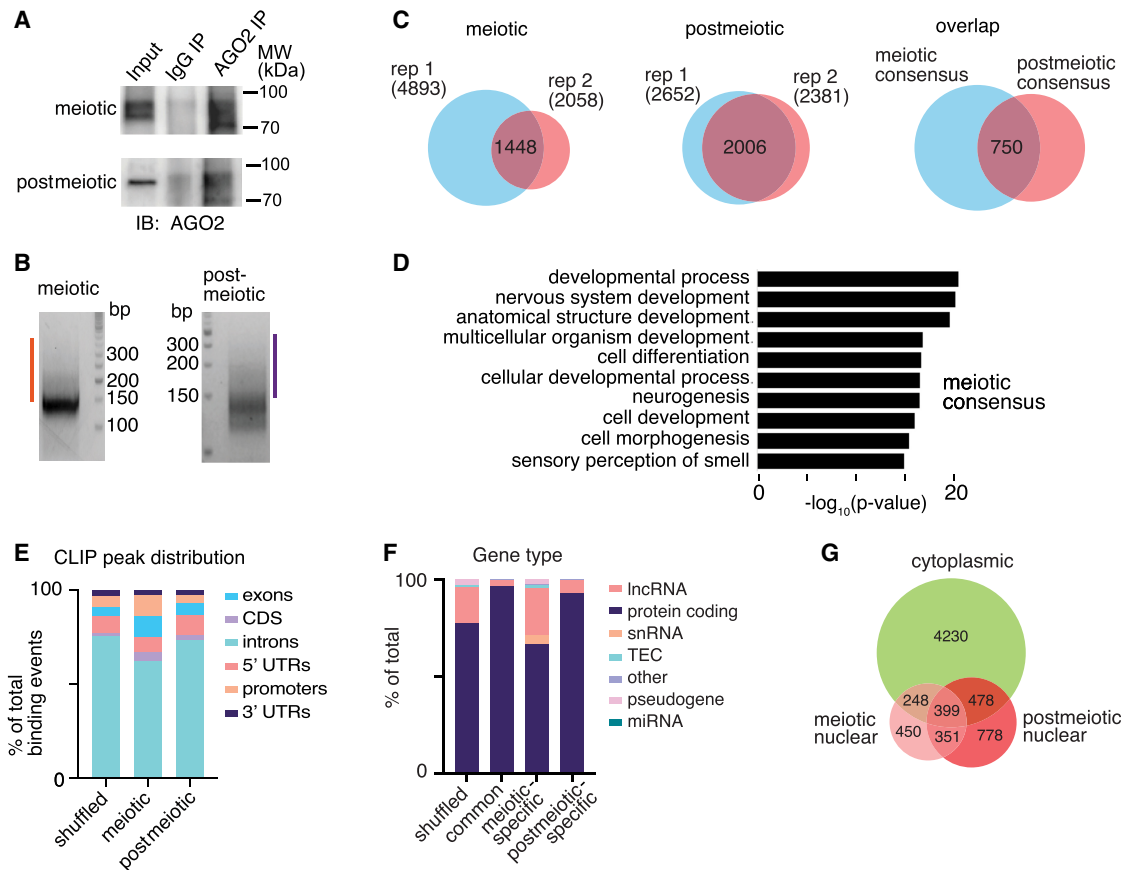 A
Input
IgG IP
AGO2 IP
MW
(kDa)
meiotic
100
70
postmeiotic
100
70
IB: AGO2
B
meiotic
bp
300
200
150
100
post-
meiotic
bp
300
200
150
C
meiotic
rep 1
(4893)
rep 2
(2058)
1448
postmeiotic
rep 1
(2652)
rep 2
(2381)
2006
overlap
meiotic
consensus
postmeiotic
consensus
750
D
developmental process
nervous system development
anatomical structure development
multicellular organism development
cell differentiation
cellular developmental process
neurogenesis
cell development
cell morphogenesis
sensory perception of smell
meiotic
consensus
0
20
-log10(p-value)
E
CLIP peak distribution
% of total
binding events
100
0
shuffled
meiotic
postmeiotic
exons
CDS
introns
5' UTRs
promoters
3' UTRs
F
Gene type
% of total
100
0
shuffled
common
meiotic-
specific
postmeiotic-
specific
lncRNA
protein coding
snRNA
TEC
other
pseudogene
miRNA
G
cytoplasmic
4230
248
399
478
450
351
778
meiotic
nuclear
postmeiotic
nuclear